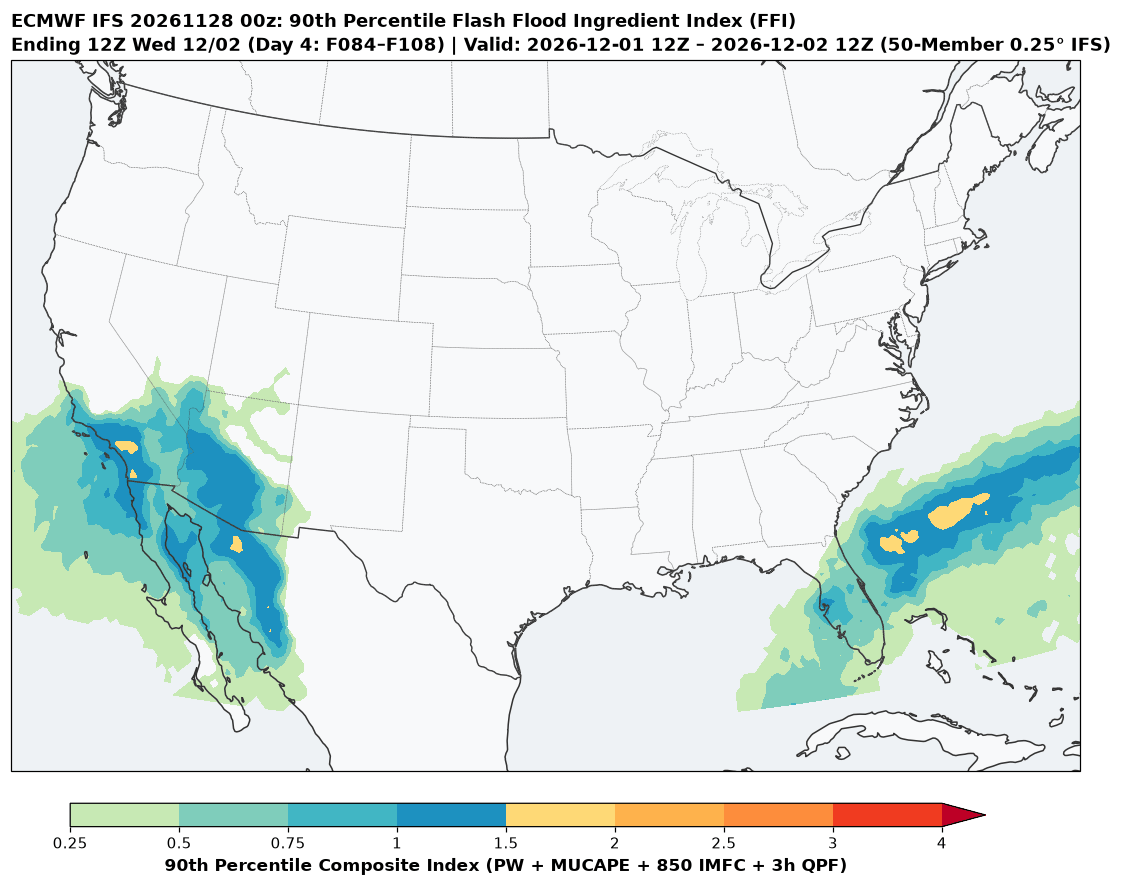 ECMWF IFS 20261128 00z: 90th Percentile Flash Flood Ingredient Index (FFI)
Ending 12Z Wed 12/02 (Day 4: F084–F108) | Valid: 2026-12-01 12Z – 2026-12-02 12Z (50-Member 0.25° IFS)
0.25 0.5 0.75 1 1.5 2 2.5 3 4
90th Percentile Composite Index (PW + MUCAPE + 850 IMFC + 3h QPF)